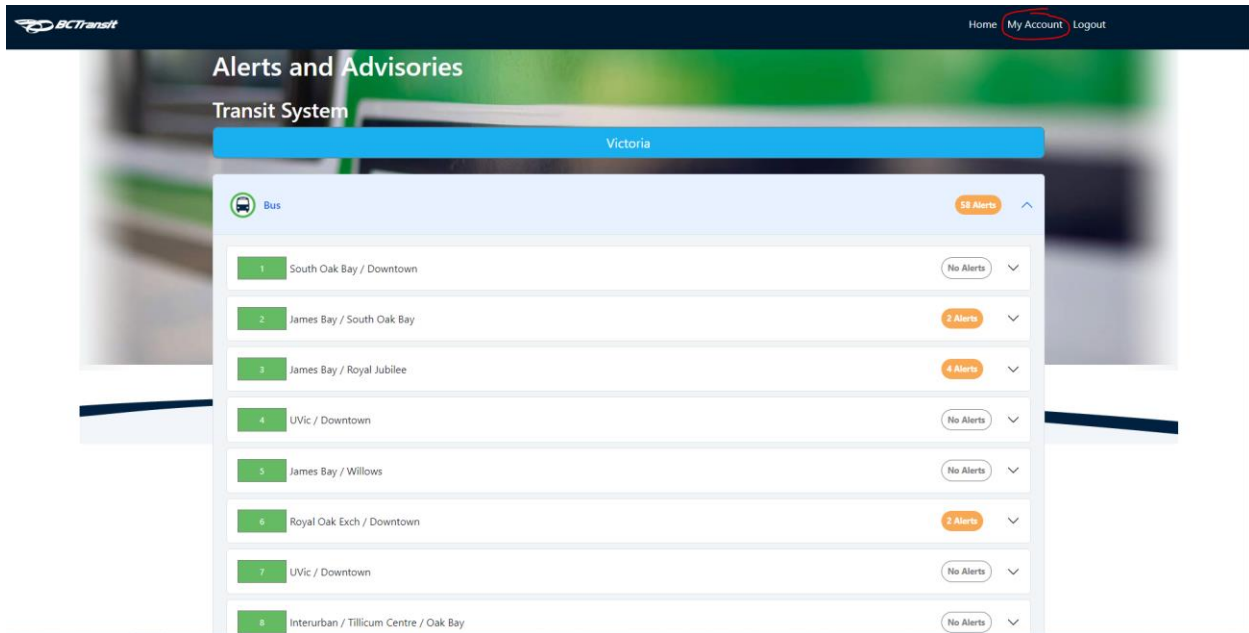 BCTransit
Home My Account Logout
Alerts and Advisories
Transit System
Victoria
Bus 58 Alerts
1 South Oak Bay / Downtown No Alerts
2 James Bay / South Oak Bay 2 Alerts
3 James Bay / Royal Jubilee 4 Alerts
4 UVic / Downtown No Alerts
5 James Bay / Willows No Alerts
6 Royal Oak Exch / Downtown 2 Alerts
7 UVic / Downtown No Alerts
8 Interurban / Tillicum Centre / Oak Bay No Alerts